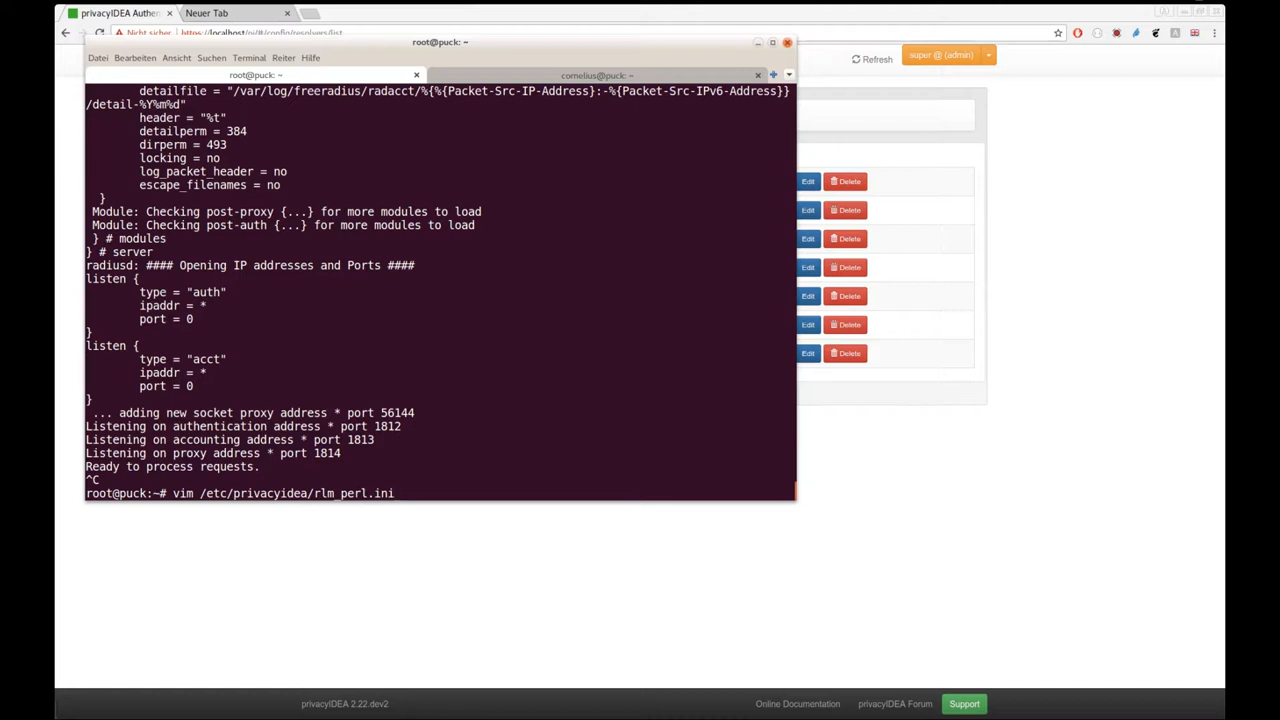 privacyIDEA Authen
Neuer Tab
Nicht sicher
https://localhost/pi/#/config/resolvers/list
root@puck: ~
Datei Bearbeiten Ansicht Suchen Terminal Reiter Hilfe
root@puck: ~
cornelius@puck: ~
Refresh
super @ (admin)
detailfile = "/var/log/freeradius/radacct/%{%{Packet-Src-IP-Address}:-%{Packet-Src-IPv6-Address}}
/detail-%Y%m%d"
header = "%t"
detailperm = 384
dirperm = 493
locking = no
log_packet_header = no
escape_filenames = no
}
Module: Checking post-proxy {...} for more modules to load
Module: Checking post-auth {...} for more modules to load
} # modules
} # server
radiusd: #### Opening IP addresses and Ports ####
listen {
type = "auth"
ipaddr = *
port = 0
}
listen {
type = "acct"
ipaddr = *
port = 0
}
... adding new socket proxy address * port 56144
Listening on authentication address * port 1812
Listening on accounting address * port 1813
Listening on proxy address * port 1814
Ready to process requests.
^C
root@puck:~# vim /etc/privacyidea/rlm_perl.ini
Edit Delete
Edit Delete
Edit Delete
Edit Delete
Edit Delete
Edit Delete
Edit Delete
privacyIDEA 2.22.dev2
Online Documentation
privacyIDEA Forum
Support